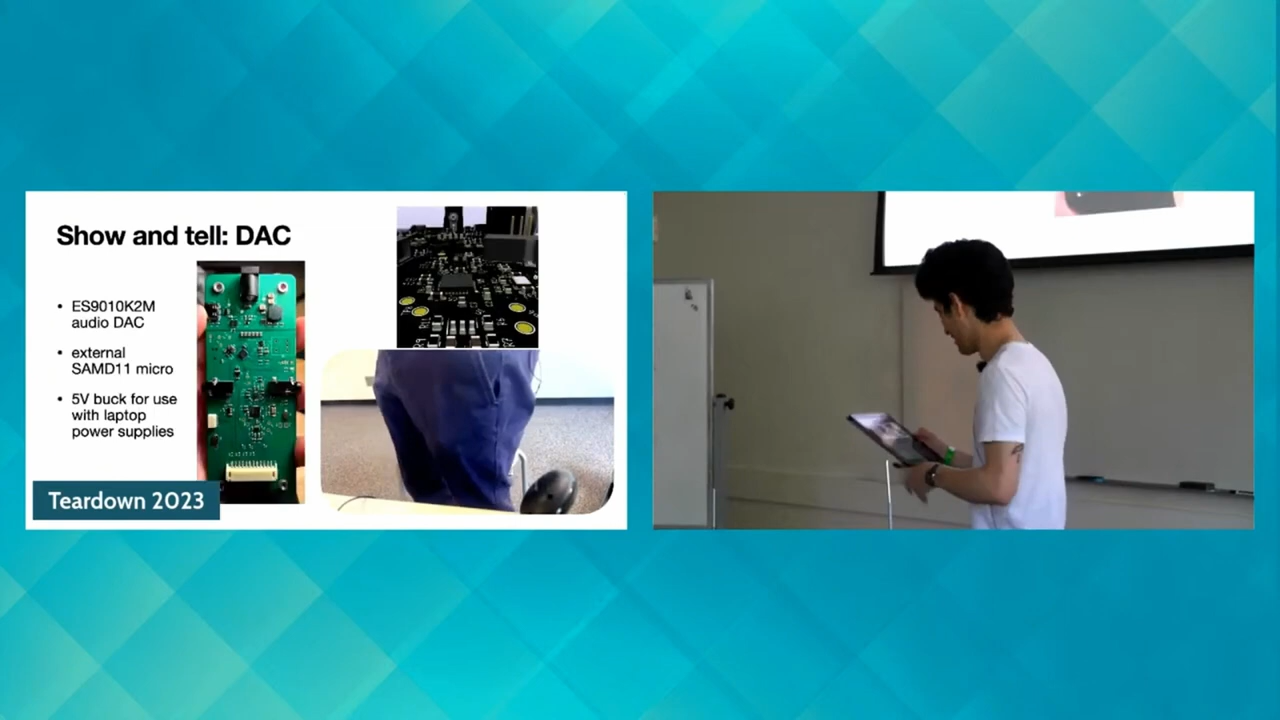 Show and tell: DAC
• ES9010K2M
audio DAC
• external
SAMD11 micro
• 5V buck for use
with laptop
power supplies
Teardown 2023